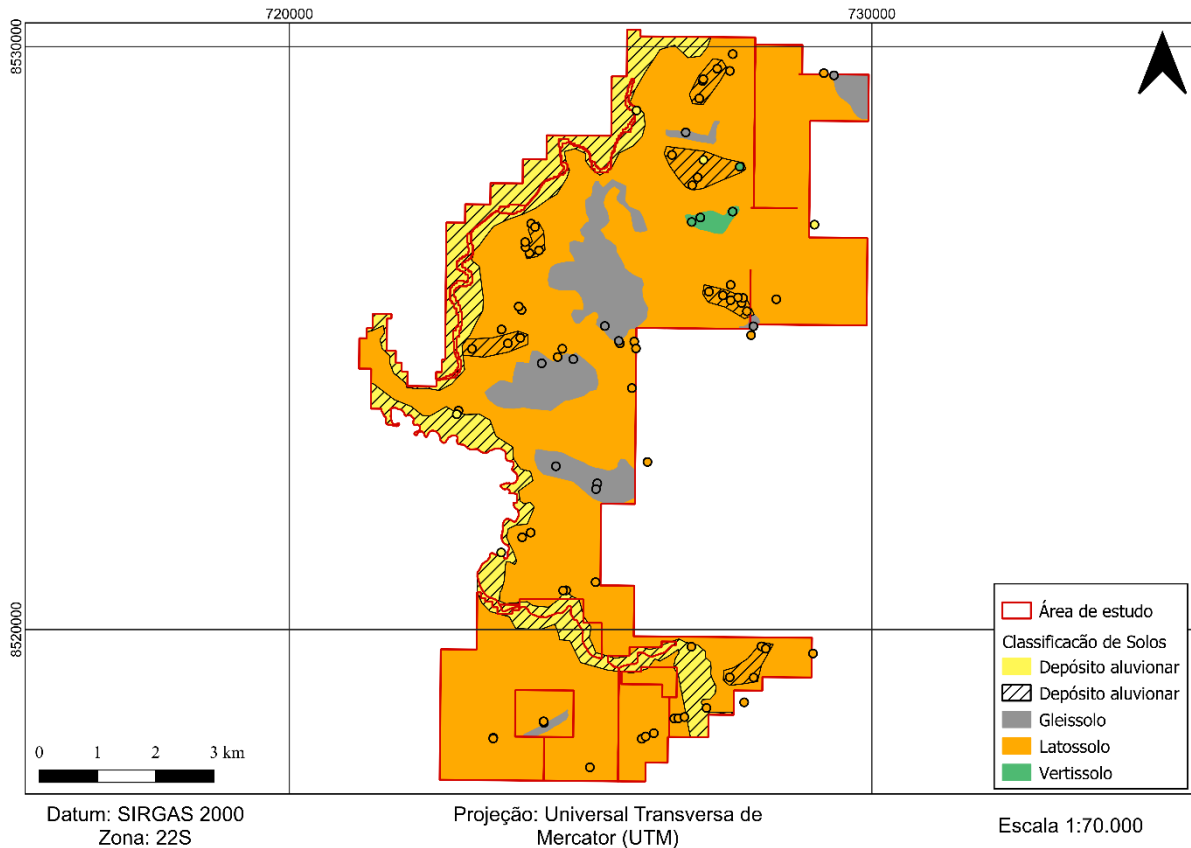 720000
730000
8530000
8520000
Área de estudo
Classificacão de Solos
Depósito aluvionar
Depósito aluvionar
Gleissolo
Latossolo
Vertissolo
0 1 2 3 km
Datum: SIRGAS 2000
Zona: 22S
Projeção: Universal Transversa de
Mercator (UTM)
Escala 1:70.000